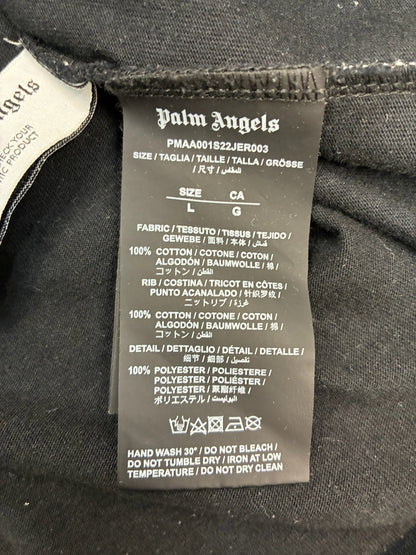 Palm Angels
PMAA001S22JER003
SIZE / TAGLIA / TAILLE / TALLA / GRÖSSE
/ 尺寸 / المقاس
SIZE CA
L G
FABRIC / TESSUTO / TISSUS / TEJIDO /
GEWEBE / 面料 / 本体 / قماش
100% COTTON / COTONE / COTON /
ALGODÓN / BAUMWOLLE / 棉 /
コットン / القطن
RIB / COSTINA / TRICOT EN CÔTES /
PUNTO ACANALADO / 针织罗纹 /
ニットリブ / غرزة
100% COTTON / COTONE / COTON /
ALGODÓN / BAUMWOLLE / 棉 /
コットン / القطن
DETAIL / DETTAGLIO / DÉTAIL / DETALLE /
细节 / 細部 / تفصيل
100% POLYESTER / POLIESTERE /
POLYESTER / POLIÉSTER /
POLYESTER / 聚酯纤维 /
ポリエステル / البوليستر
HAND WASH 30° / DO NOT BLEACH /
DO NOT TUMBLE DRY / IRON AT LOW
TEMPERATURE / DO NOT DRY CLEAN
Angels
CHECK YOUR
PRODUCT